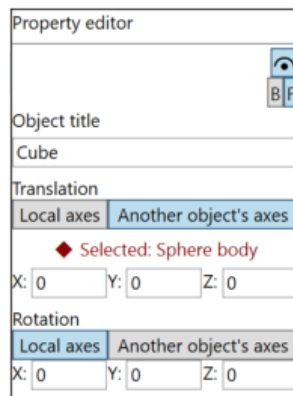 Property editor
B F
Object title
Cube
Translation
Local axes Another object's axes
Selected: Sphere body
X: 0 Y: 0 Z: 0
Rotation
Local axes Another object's axes
X: 0 Y: 0 Z: 0